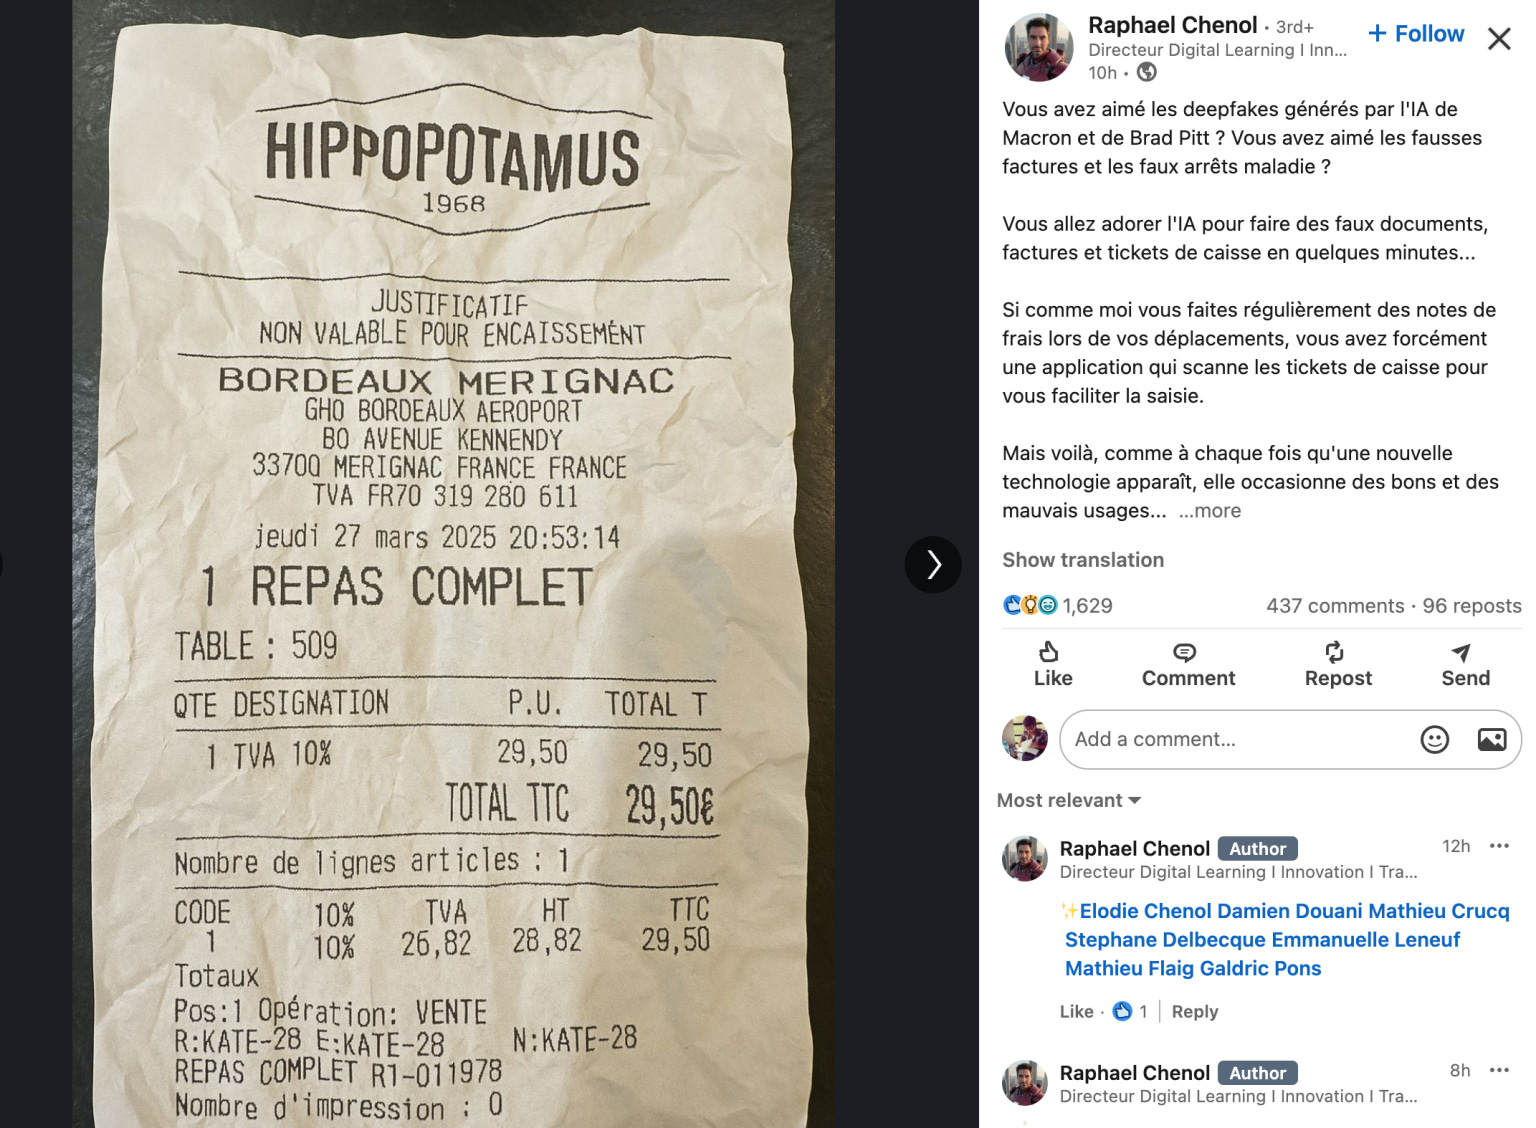 HIPPOPOTAMUS
1968
JUSTIFICATIF
NON VALABLE POUR ENCAISSEMÉNT
BORDEAUX MERIGNAC
GHO BORDEAUX AEROPORT
BO AVENUE KENNENDY
33700 MERIGNAC FRANCE FRANCE
TVA FR70 319 280 611
jeudi 27 mars 2025 20:53:14
1 REPAS COMPLET
TABLE : 509
QTE DESIGNATION P.U. TOTAL T
1 TVA 10% 29,50 29,50
TOTAL TTC 29,50€
Nombre de lignes articles : 1
CODE 10% TVA HT TTC
1 10% 26,82 28,82 29,50
Totaux
Pos:1 Opération: VENTE
R:KATE-28 E:KATE-28 N:KATE-28
REPAS COMPLET R1-011978
Nombre d'impression : 0
Raphael Chenol • 3rd+
+ Follow
Directeur Digital Learning I Inn...
10h •
Vous avez aimé les deepfakes générés par l'IA de
Macron et de Brad Pitt ? Vous avez aimé les fausses
factures et les faux arrêts maladie ?
Vous allez adorer l'IA pour faire des faux documents,
factures et tickets de caisse en quelques minutes...
Si comme moi vous faites régulièrement des notes de
frais lors de vos déplacements, vous avez forcément
une application qui scanne les tickets de caisse pour
vous faciliter la saisie.
Mais voilà, comme à chaque fois qu'une nouvelle
technologie apparaît, elle occasionne des bons et des
mauvais usages... ...more
Show translation
1,629
437 comments · 96 reposts
Like
Comment
Repost
Send
Add a comment...
Most relevant
Raphael Chenol Author
12h
Directeur Digital Learning I Innovation I Tra...
✨Elodie Chenol Damien Douani Mathieu Crucq
Stephane Delbecque Emmanuelle Leneuf
Mathieu Flaig Galdric Pons
Like · 1 | Reply
Raphael Chenol Author
8h
Directeur Digital Learning I Innovation I Tra...